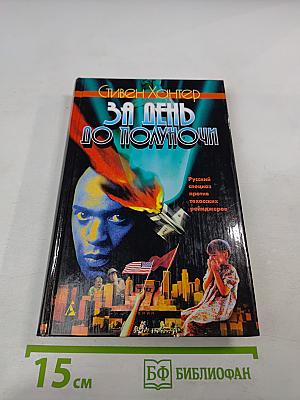 Стивен Хантер
ЗА ДЕНЬ
ДО ПОЛУНОЧИ
Русский
спецназ
против
техасских
рейнджеров
15 см
БФ БИБЛИОФАН